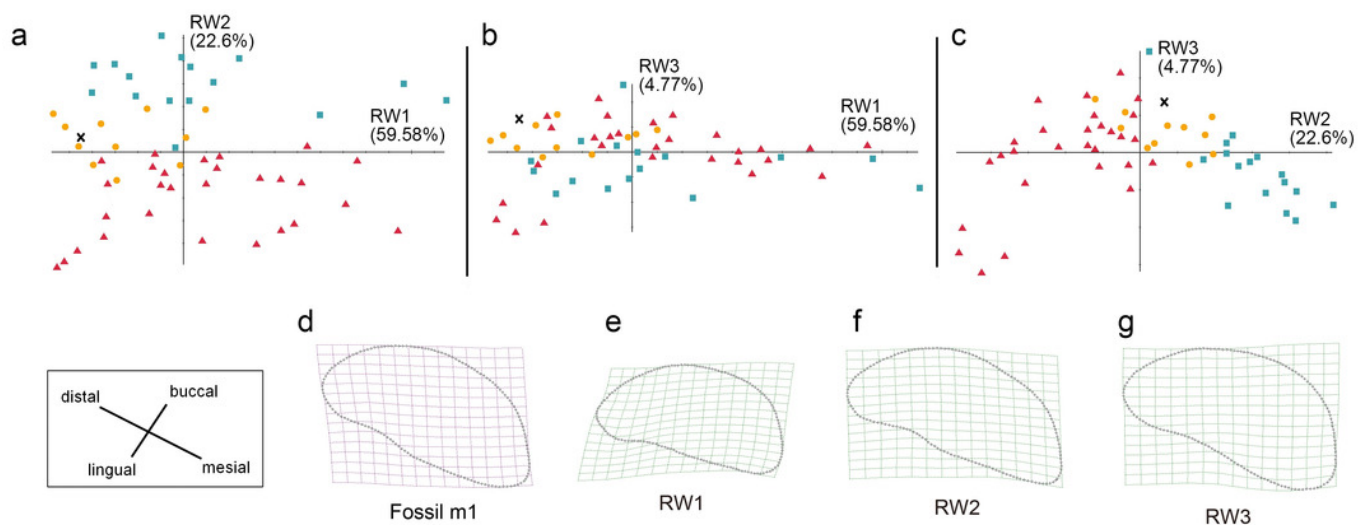 a
RW2
(22.6%)
RW1
(59.58%)
x
b
RW3
(4.77%)
RW1
(59.58%)
x
c
RW3
(4.77%)
RW2
(22.6%)
x
distal
buccal
lingual
mesial
d
Fossil m1
e
RW1
f
RW2
g
RW3